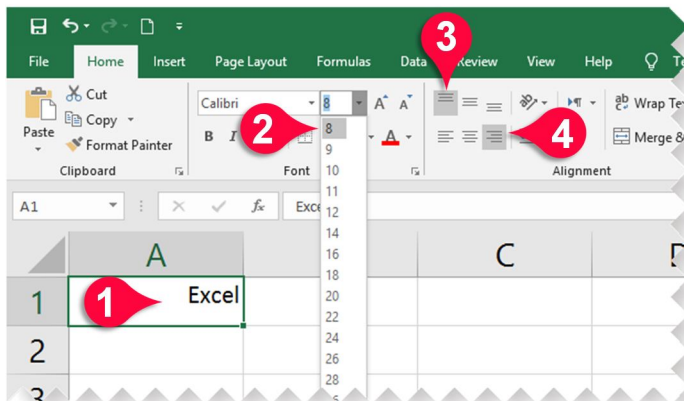 3
File Home Insert Page Layout Formulas Data Review View Help
Cut
Copy
Format Painter
Paste
Calibri 8 A A
B I A
2
8
4
ab Wrap
Merge &
Clipboard Font Alignment
A1 fx
9
10
11
12
14
16
18
20
22
24
26
28
A C
1 Excel
1
2
3